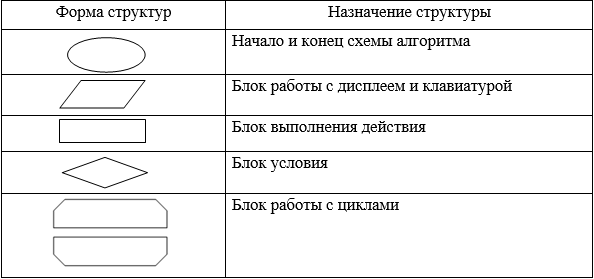 Форма структур
Назначение структуры
Начало и конец схемы алгоритма
Блок работы с дисплеем и клавиатурой
Блок выполнения действия
Блок условия
Блок работы с циклами